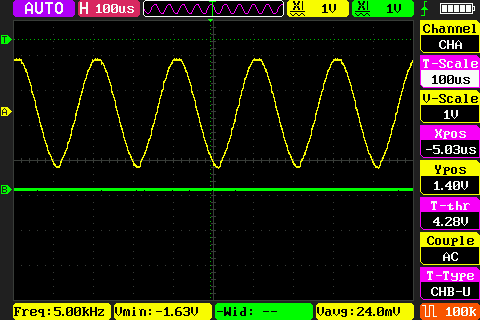 AUTO H 100us X1 1V X1 1V
T
A
B
Channel
CHA
T-Scale
100us
V-Scale
1V
Xpos
-5.03us
Ypos
1.40V
T-thr
4.28V
Couple
AC
T-Type
CHB-U
Freq:5.00kHz Vmin:-1.63V -Wid: -- Vavg:24.0mV 100k